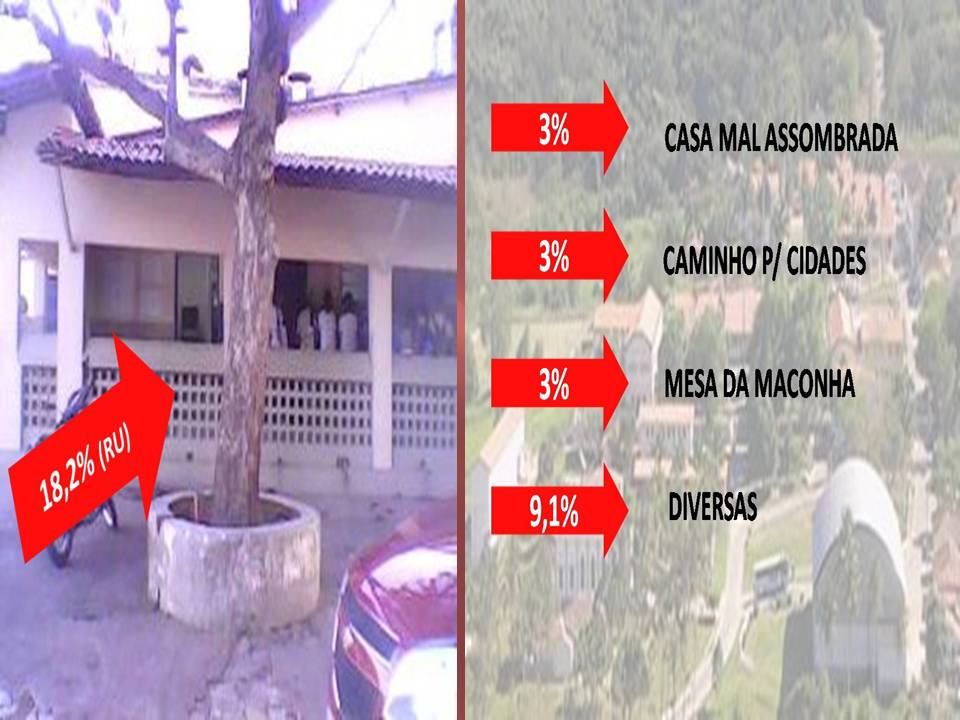 18,2% (RU)
3% CASA MAL ASSOMBRADA
3% CAMINHO P/ CIDADES
3% MESA DA MACONHA
9,1% DIVERSAS